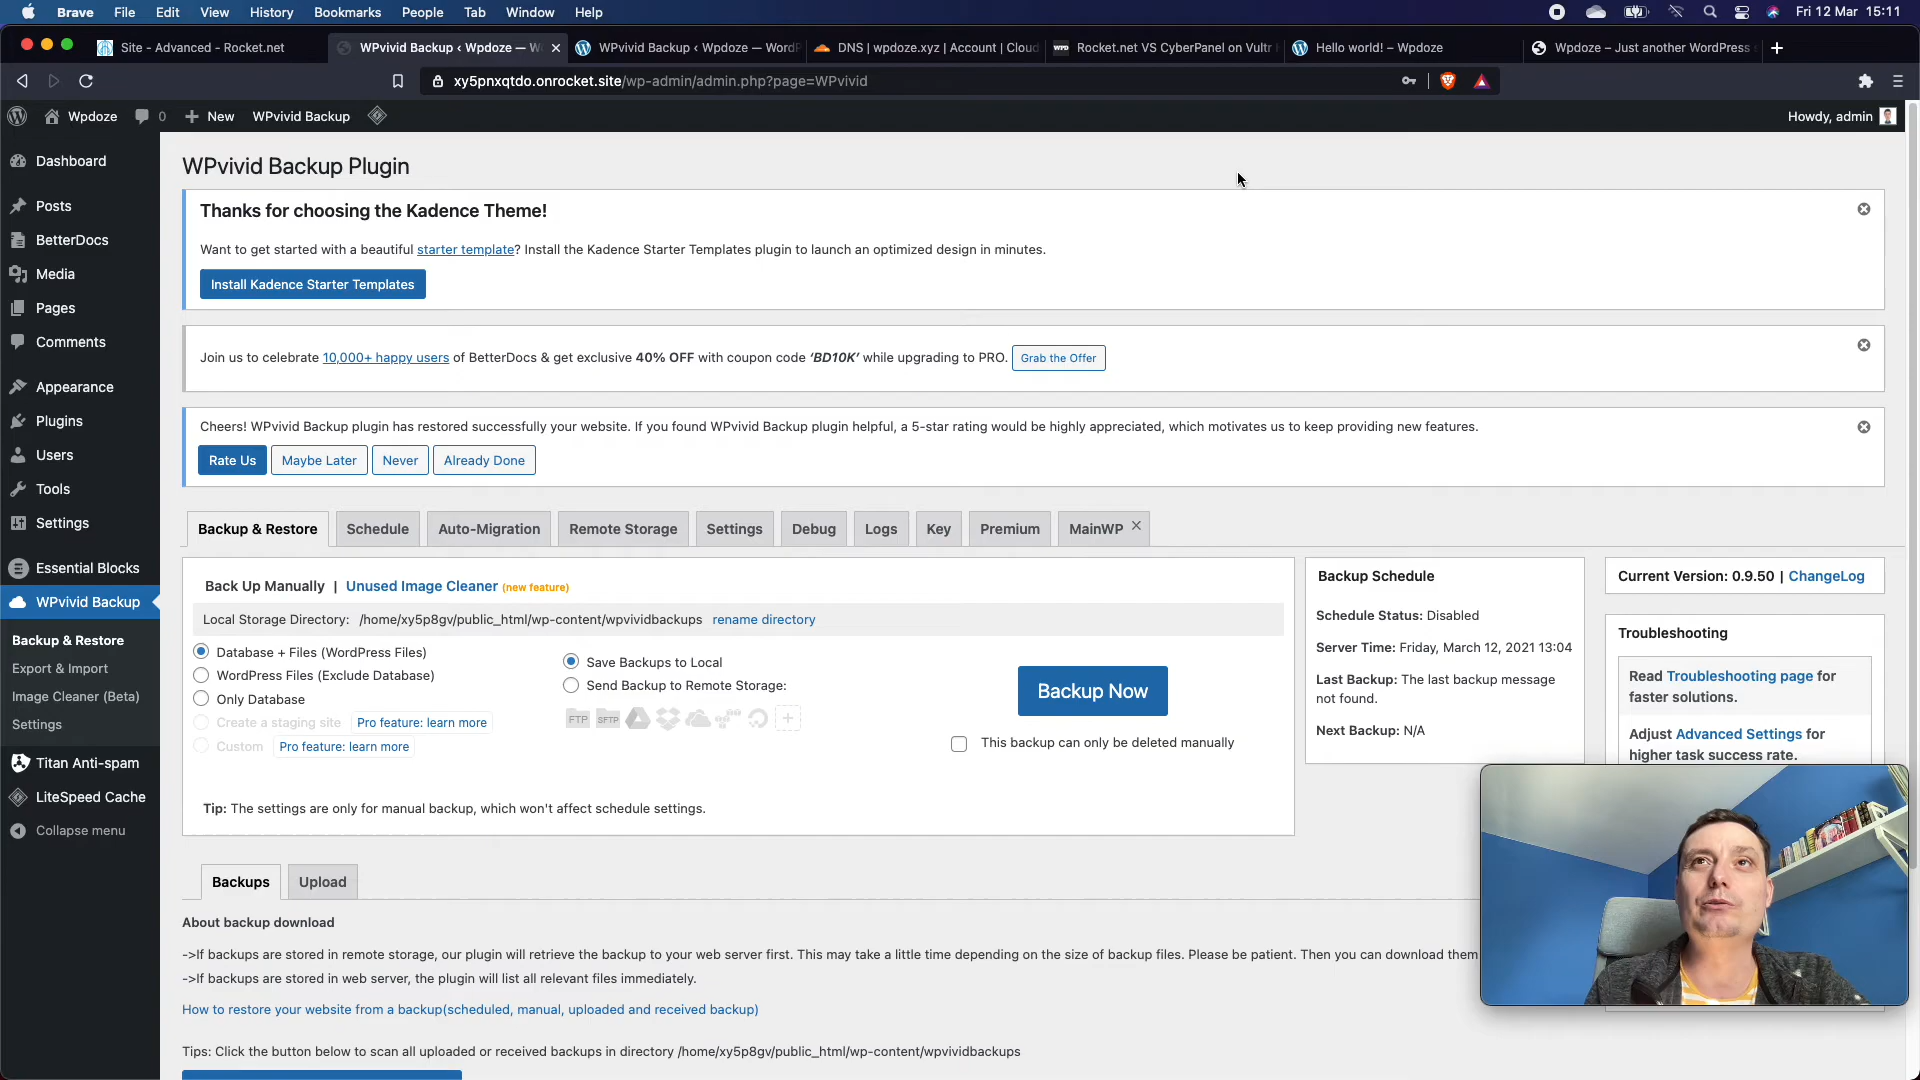 Brave File Edit View History Bookmarks People Tab Window Help Fri 12 Mar 15:11
Site - Advanced - Rocket.net
WPvivid Backup ‹ Wpdoze — W
WPvivid Backup ‹ Wpdoze — WordP
DNS | wpdoze.xyz | Account | Cloud
Rocket.net VS CyberPanel on Vultr
Hello world! – Wpdoze
Wpdoze – Just another WordPress
xy5pnxqtdo.onrocket.site/wp-admin/admin.php?page=WPvivid
Wpdoze 0 New WPvivid Backup Howdy, admin
Dashboard
Posts
BetterDocs
Media
Pages
Comments
Appearance
Plugins
Users
Tools
Settings
Essential Blocks
WPvivid Backup
Backup & Restore
Export & Import
Image Cleaner (Beta)
Settings
Titan Anti-spam
LiteSpeed Cache
Collapse menu
WPvivid Backup Plugin
Thanks for choosing the Kadence Theme!
Want to get started with a beautiful starter template? Install the Kadence Starter Templates plugin to launch an optimized design in minutes.
Install Kadence Starter Templates
Join us to celebrate 10,000+ happy users of BetterDocs & get exclusive 40% OFF with coupon code 'BD10K' while upgrading to PRO. Grab the Offer
Cheers! WPvivid Backup plugin has restored successfully your website. If you found WPvivid Backup plugin helpful, a 5-star rating would be highly appreciated, which motivates us to keep providing new features.
Rate Us Maybe Later Never Already Done
Backup & Restore Schedule Auto-Migration Remote Storage Settings Debug Logs Key Premium MainWP
Back Up Manually | Unused Image Cleaner (new feature)
Local Storage Directory: /home/xy5p8gv/public_html/wp-content/wpvividbackups rename directory
Database + Files (WordPress Files)
WordPress Files (Exclude Database)
Only Database
Create a staging site Pro feature: learn more
Custom Pro feature: learn more
Save Backups to Local
Send Backup to Remote Storage:
FTP SFTP
Backup Now
This backup can only be deleted manually
Tip: The settings are only for manual backup, which won't affect schedule settings.
Backup Schedule
Schedule Status: Disabled
Server Time: Friday, March 12, 2021 13:04
Last Backup: The last backup message
not found.
Next Backup: N/A
Current Version: 0.9.50 | ChangeLog
Troubleshooting
Read Troubleshooting page for
faster solutions.
Adjust Advanced Settings for
higher task success rate.
Backups Upload
About backup download
->If backups are stored in remote storage, our plugin will retrieve the backup to your web server first. This may take a little time depending on the size of backup files. Please be patient. Then you can download them
->If backups are stored in web server, the plugin will list all relevant files immediately.
How to restore your website from a backup(scheduled, manual, uploaded and received backup)
Tips: Click the button below to scan all uploaded or received backups in directory /home/xy5p8gv/public_html/wp-content/wpvividbackups